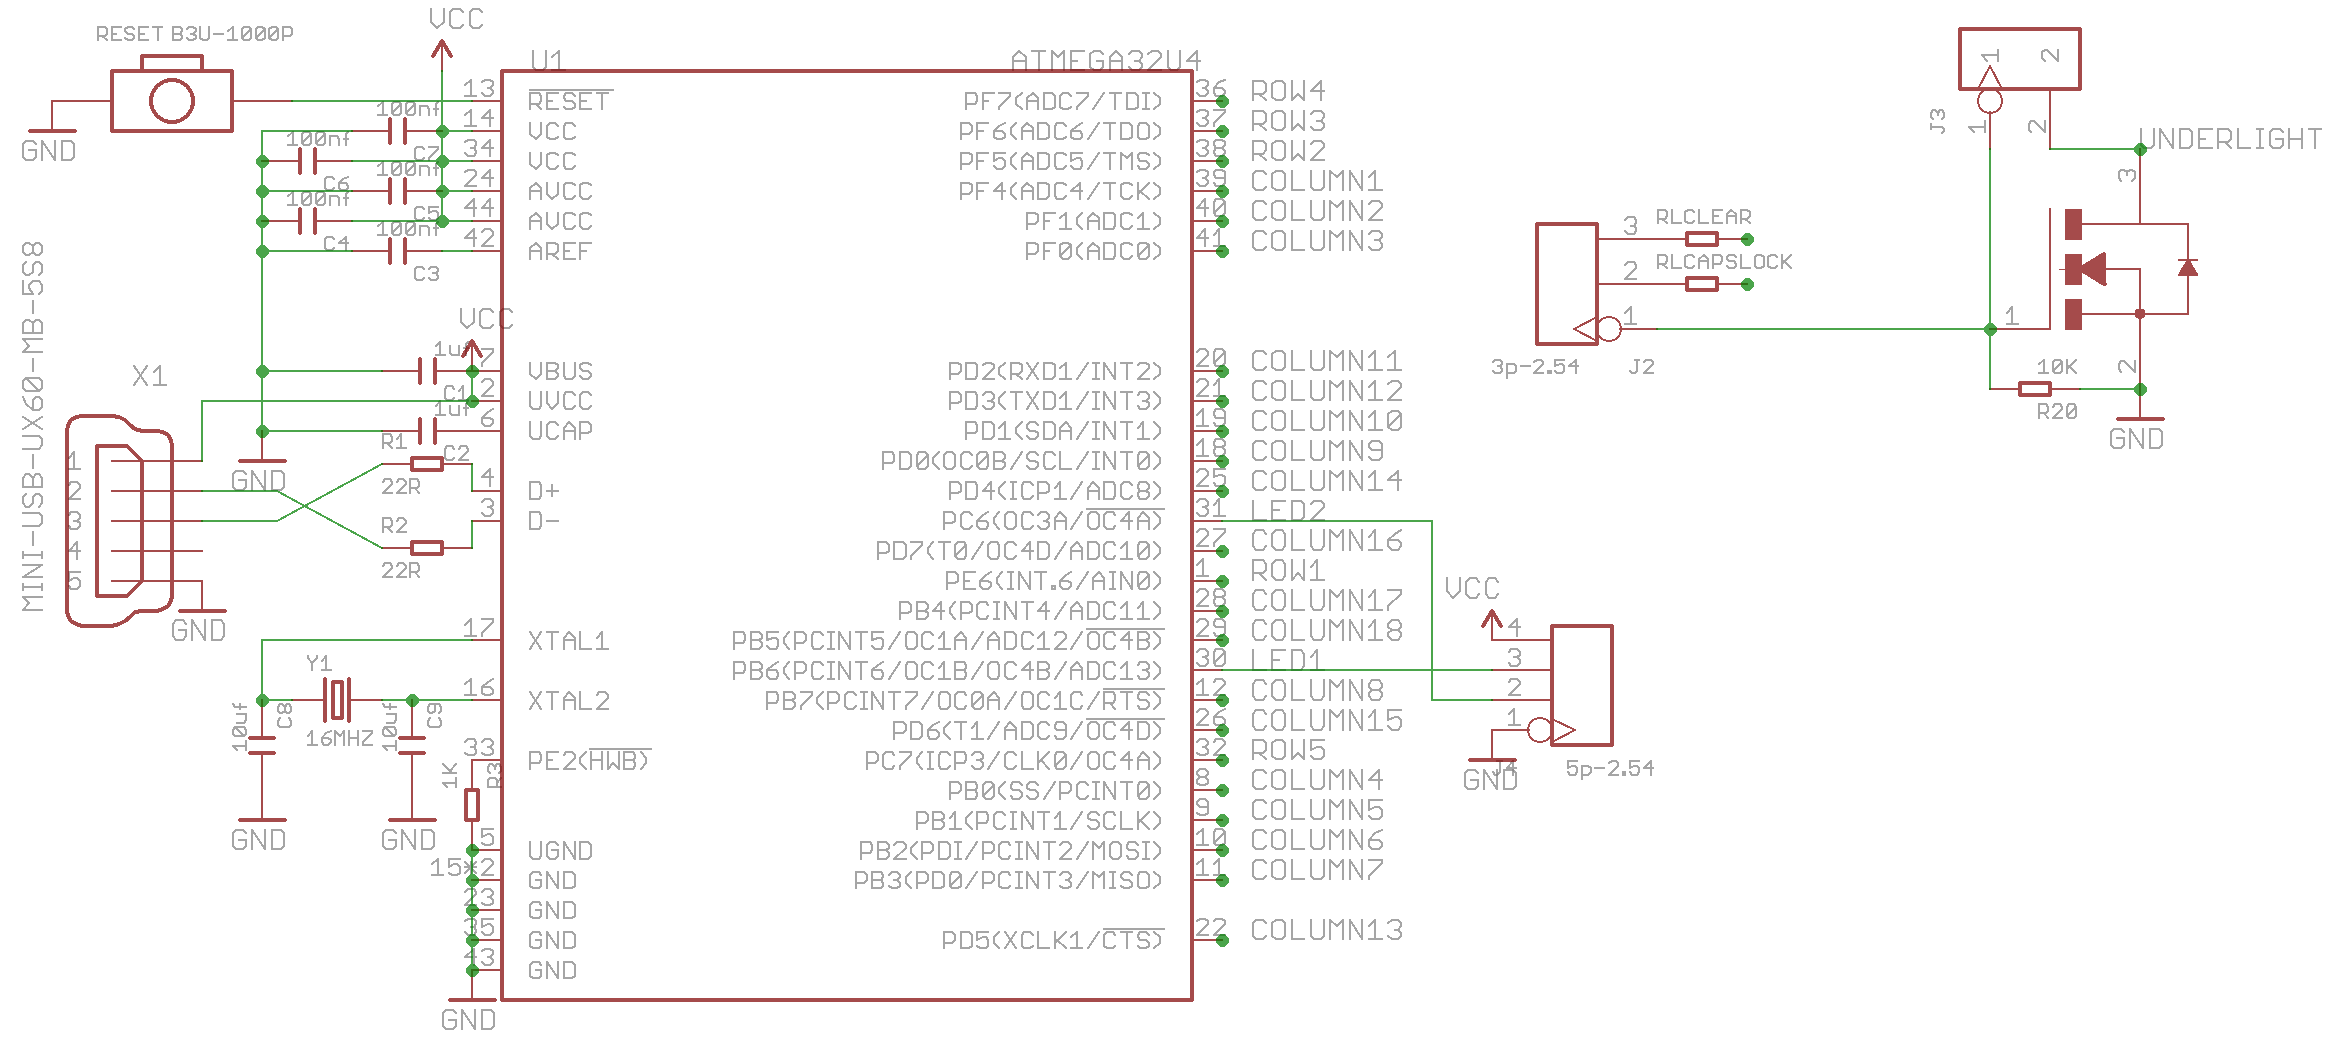 RESET B3U-1000P
GND
VCC
100nf
C7
100nf
C6
100nf
C5
100nf
C4
100nf
C3
VCC
1uf
C1
1uf
C2
GND
MINI-USB-UX60-MB-5S8
X1
1
2
3
4
5
GND
R1
22R
R2
22R
Y1
16MHZ
10uf
C8
10uf
C9
GND
GND
1K
R3
GND
U1
ATMEGA32U4
13 RESET
14 VCC
34 VCC
24 AVCC
44 AVCC
42 AREF
7 VBUS
2 UVCC
6 UCAP
4 D+
3 D-
17 XTAL1
16 XTAL2
33 PE2(HWB)
5 UGND
15*2 GND
23 GND
35 GND
43 GND
PF7(ADC7/TDI) 36 ROW4
PF6(ADC6/TDO) 37 ROW3
PF5(ADC5/TMS) 38 ROW2
PF4(ADC4/TCK) 39 COLUMN1
PF1(ADC1) 40 COLUMN2
PF0(ADC0) 41 COLUMN3
PD2(RXD1/INT2) 20 COLUMN11
PD3(TXD1/INT3) 21 COLUMN12
PD1(SDA/INT1) 19 COLUMN10
PD0(OC0B/SCL/INT0) 18 COLUMN9
PD4(ICP1/ADC8) 25 COLUMN14
PC6(OC3A/OC4A) 31 LED2
PD7(T0/OC4D/ADC10) 27 COLUMN16
PE6(INT.6/AIN0) 1 ROW1
PB4(PCINT4/ADC11) 28 COLUMN17
PB5(PCINT5/OC1A/ADC12/OC4B) 29 COLUMN18
PB6(PCINT6/OC1B/OC4B/ADC13) 30 LED1
PB7(PCINT7/OC0A/OC1C/RTS) 12 COLUMN8
PD6(T1/ADC9/OC4D) 26 COLUMN15
PC7(ICP3/CLK0/OC4A) 32 ROW5
PB0(SS/PCINT0) 8 COLUMN4
PB1(PCINT1/SCLK) 9 COLUMN5
PB2(PDI/PCINT2/MOSI) 10 COLUMN6
PB3(PD0/PCINT3/MISO) 11 COLUMN7
PD5(XCLK1/CTS) 22 COLUMN13
VCC
4
3
2
1
GND
J4
5p-2.54
3 RLCLEAR
2 RLCAPSLOCK
1
3p-2.54 J2
1 2
J3
1 2
UNDERLIGHT
3
1
2
10K
R20
GND